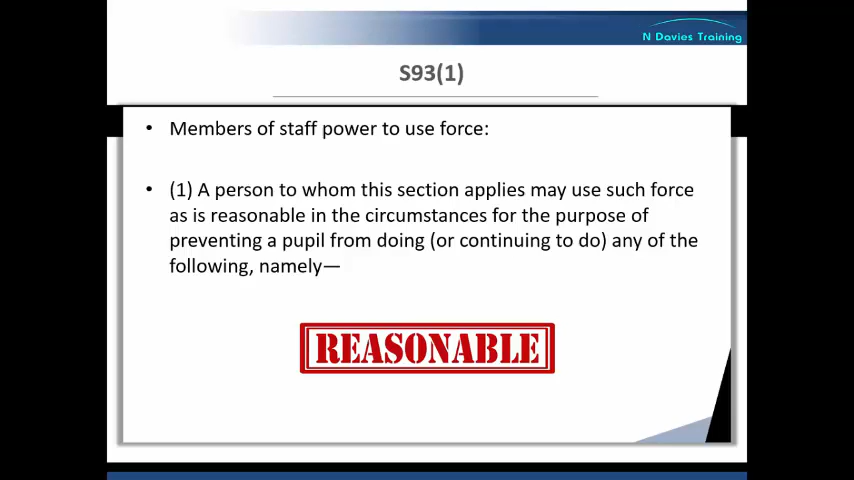 N Davies Training
S93(1)
• Members of staff power to use force:
• (1) A person to whom this section applies may use such force
as is reasonable in the circumstances for the purpose of
preventing a pupil from doing (or continuing to do) any of the
following, namely—
REASONABLE